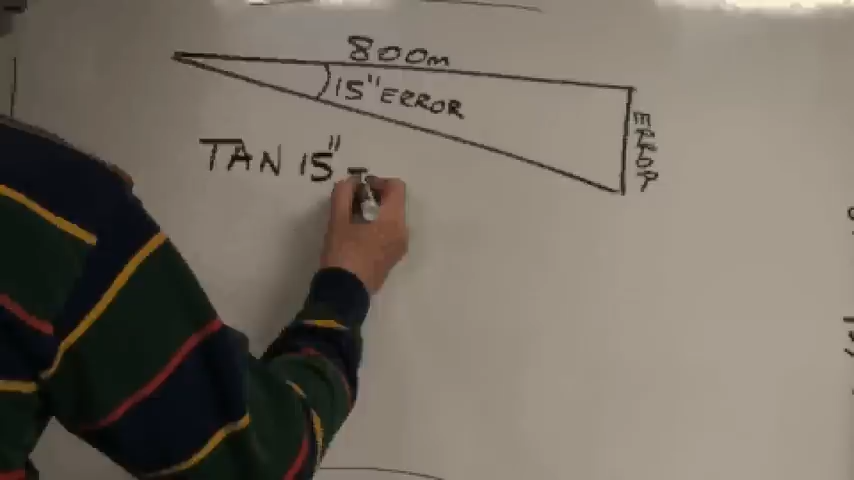 800m
15" ERROR
ERROR
TAN 15" =